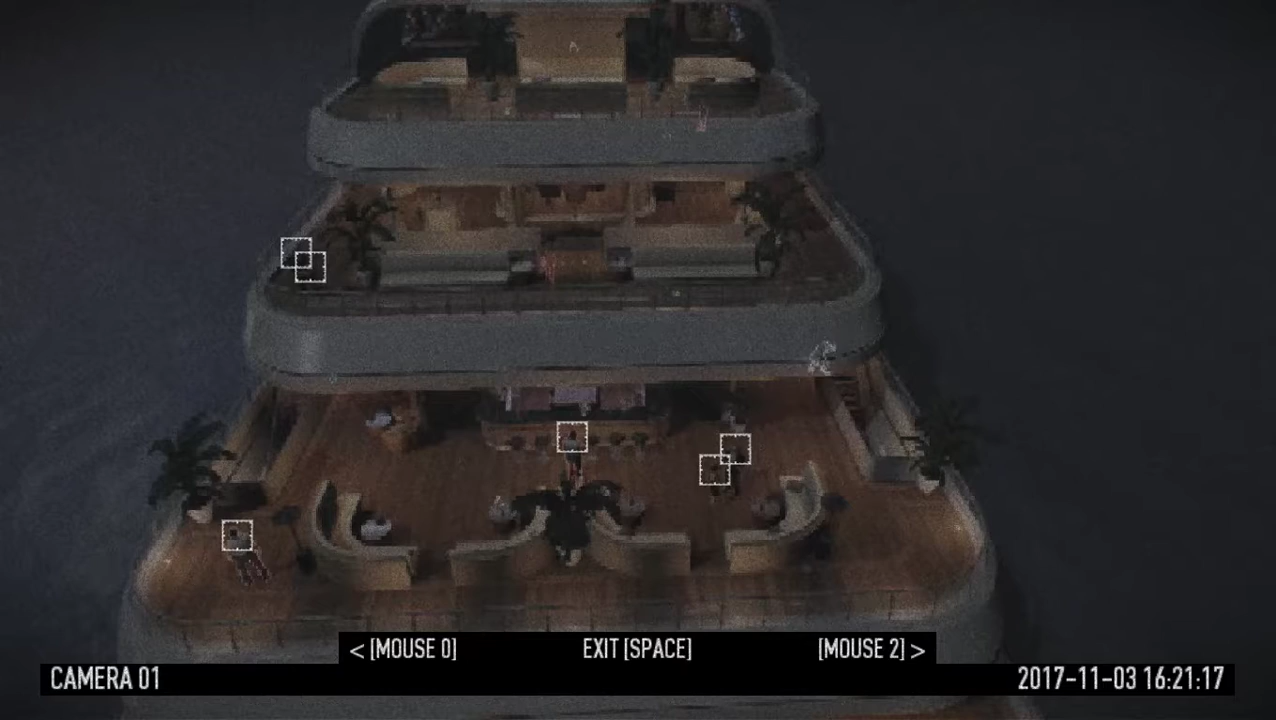 < [MOUSE 0] EXIT [SPACE] [MOUSE 2] >
CAMERA 01 2017-11-03 16:21:17